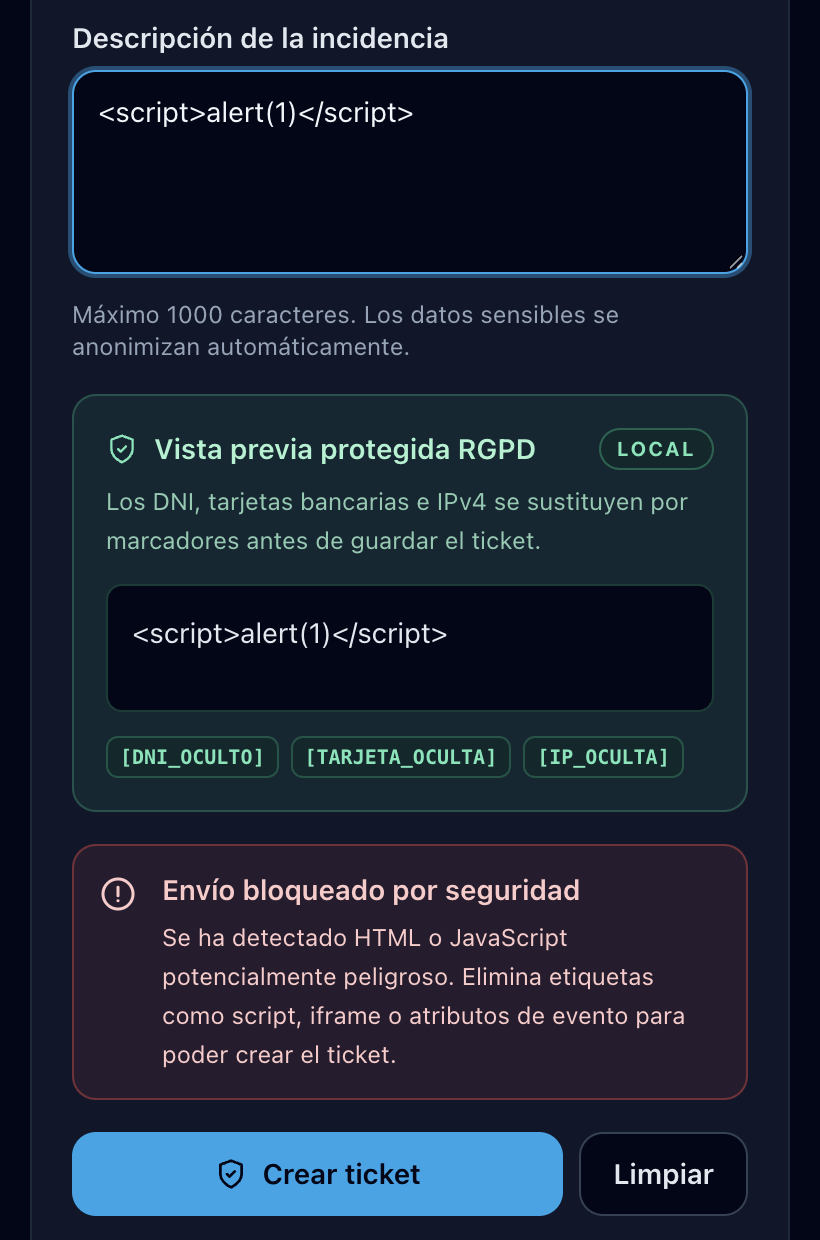 Descripción de la incidencia
<script>alert(1)</script>
Máximo 1000 caracteres. Los datos sensibles se
anonimizan automáticamente.
Vista previa protegida RGPD
LOCAL
Los DNI, tarjetas bancarias e IPv4 se sustituyen por
marcadores antes de guardar el ticket.
<script>alert(1)</script>
[DNI_OCULTO] [TARJETA_OCULTA] [IP_OCULTA]
Envío bloqueado por seguridad
Se ha detectado HTML o JavaScript
potencialmente peligroso. Elimina etiquetas
como script, iframe o atributos de evento para
poder crear el ticket.
Crear ticket
Limpiar